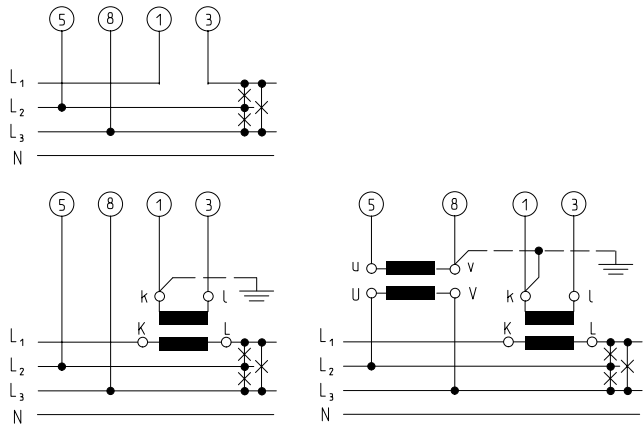 5 8 1 3
L1
L2
L3
N
5 8 1 3 5 8 1 3
k l u v k l
U V
L1 K L L1 K L
L2 L2
L3 L3
N N